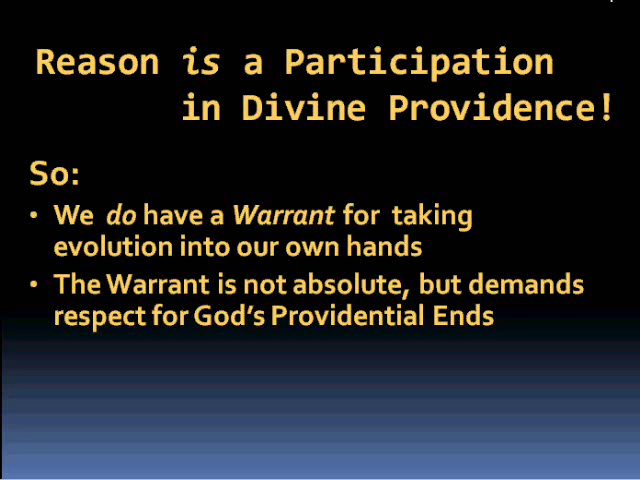 Reason is a Participation
in Divine Providence!
So:
• We do have a Warrant for taking
evolution into our own hands
• The Warrant is not absolute, but demands
respect for God's Providential Ends